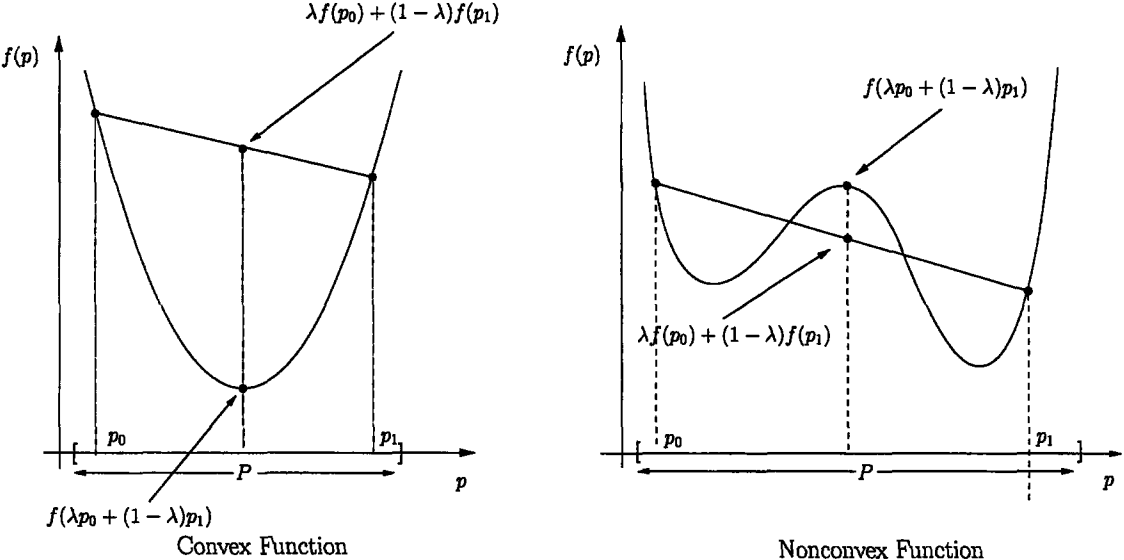 λf(p₀) + (1 − λ)f(p₁)
f(p)
p₀
p₁
P
p
f(λp₀ + (1 − λ)p₁)
Convex Function
f(p)
f(λp₀ + (1 − λ)p₁)
λf(p₀) + (1 − λ)f(p₁)
p₀
p₁
P
p
Nonconvex Function